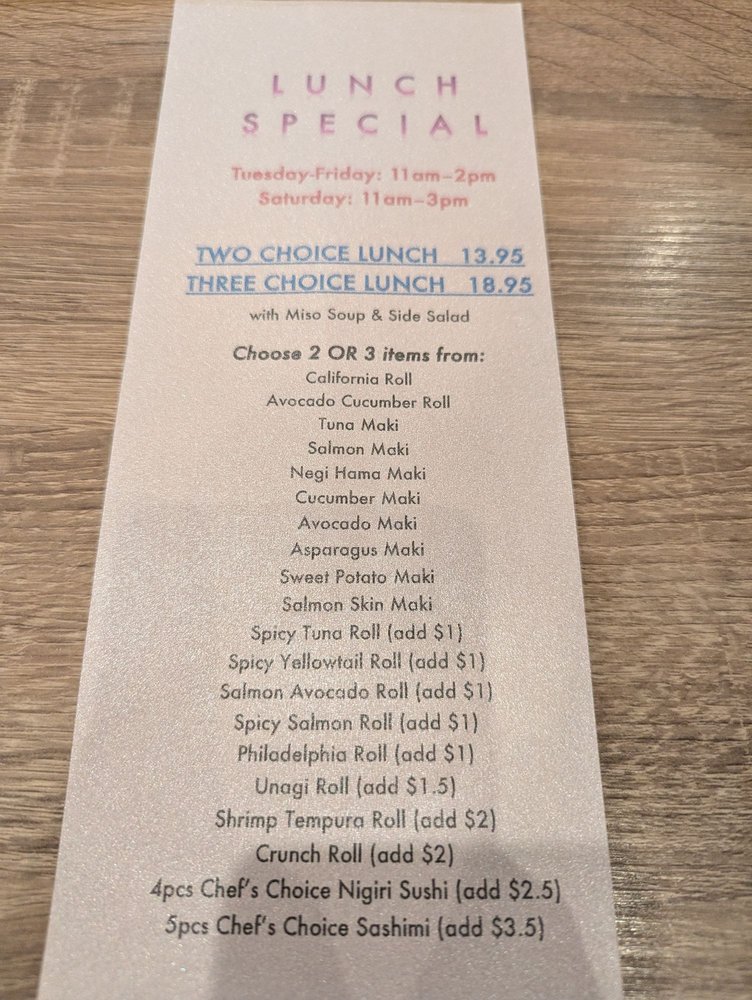 LUNCH
SPECIAL
Tuesday-Friday: 11am–2pm
Saturday: 11am–3pm
TWO CHOICE LUNCH 13.95
THREE CHOICE LUNCH 18.95
with Miso Soup & Side Salad
Choose 2 OR 3 items from:
California Roll
Avocado Cucumber Roll
Tuna Maki
Salmon Maki
Negi Hama Maki
Cucumber Maki
Avocado Maki
Asparagus Maki
Sweet Potato Maki
Salmon Skin Maki
Spicy Tuna Roll (add $1)
Spicy Yellowtail Roll (add $1)
Salmon Avocado Roll (add $1)
Spicy Salmon Roll (add $1)
Philadelphia Roll (add $1)
Unagi Roll (add $1.5)
Shrimp Tempura Roll (add $2)
Crunch Roll (add $2)
4pcs Chef's Choice Nigiri Sushi (add $2.5)
5pcs Chef's Choice Sashimi (add $3.5)